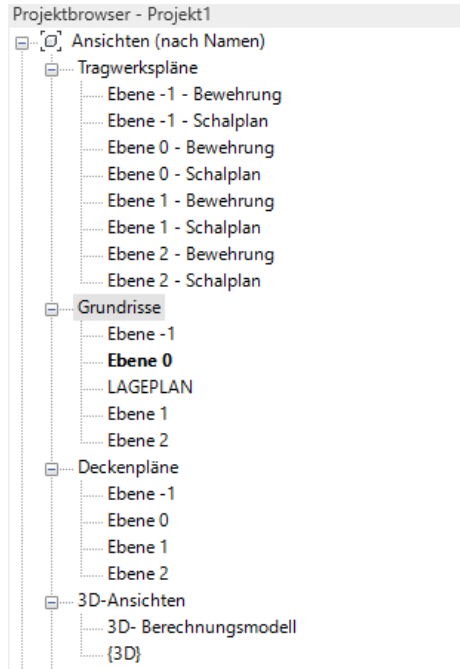 Projektbrowser - Projekt1
Ansichten (nach Namen)
Tragwerkspläne
Ebene -1 - Bewehrung
Ebene -1 - Schalplan
Ebene 0 - Bewehrung
Ebene 0 - Schalplan
Ebene 1 - Bewehrung
Ebene 1 - Schalplan
Ebene 2 - Bewehrung
Ebene 2 - Schalplan
Grundrisse
Ebene -1
Ebene 0
LAGEPLAN
Ebene 1
Ebene 2
Deckenpläne
Ebene -1
Ebene 0
Ebene 1
Ebene 2
3D-Ansichten
3D- Berechnungsmodell
{3D}